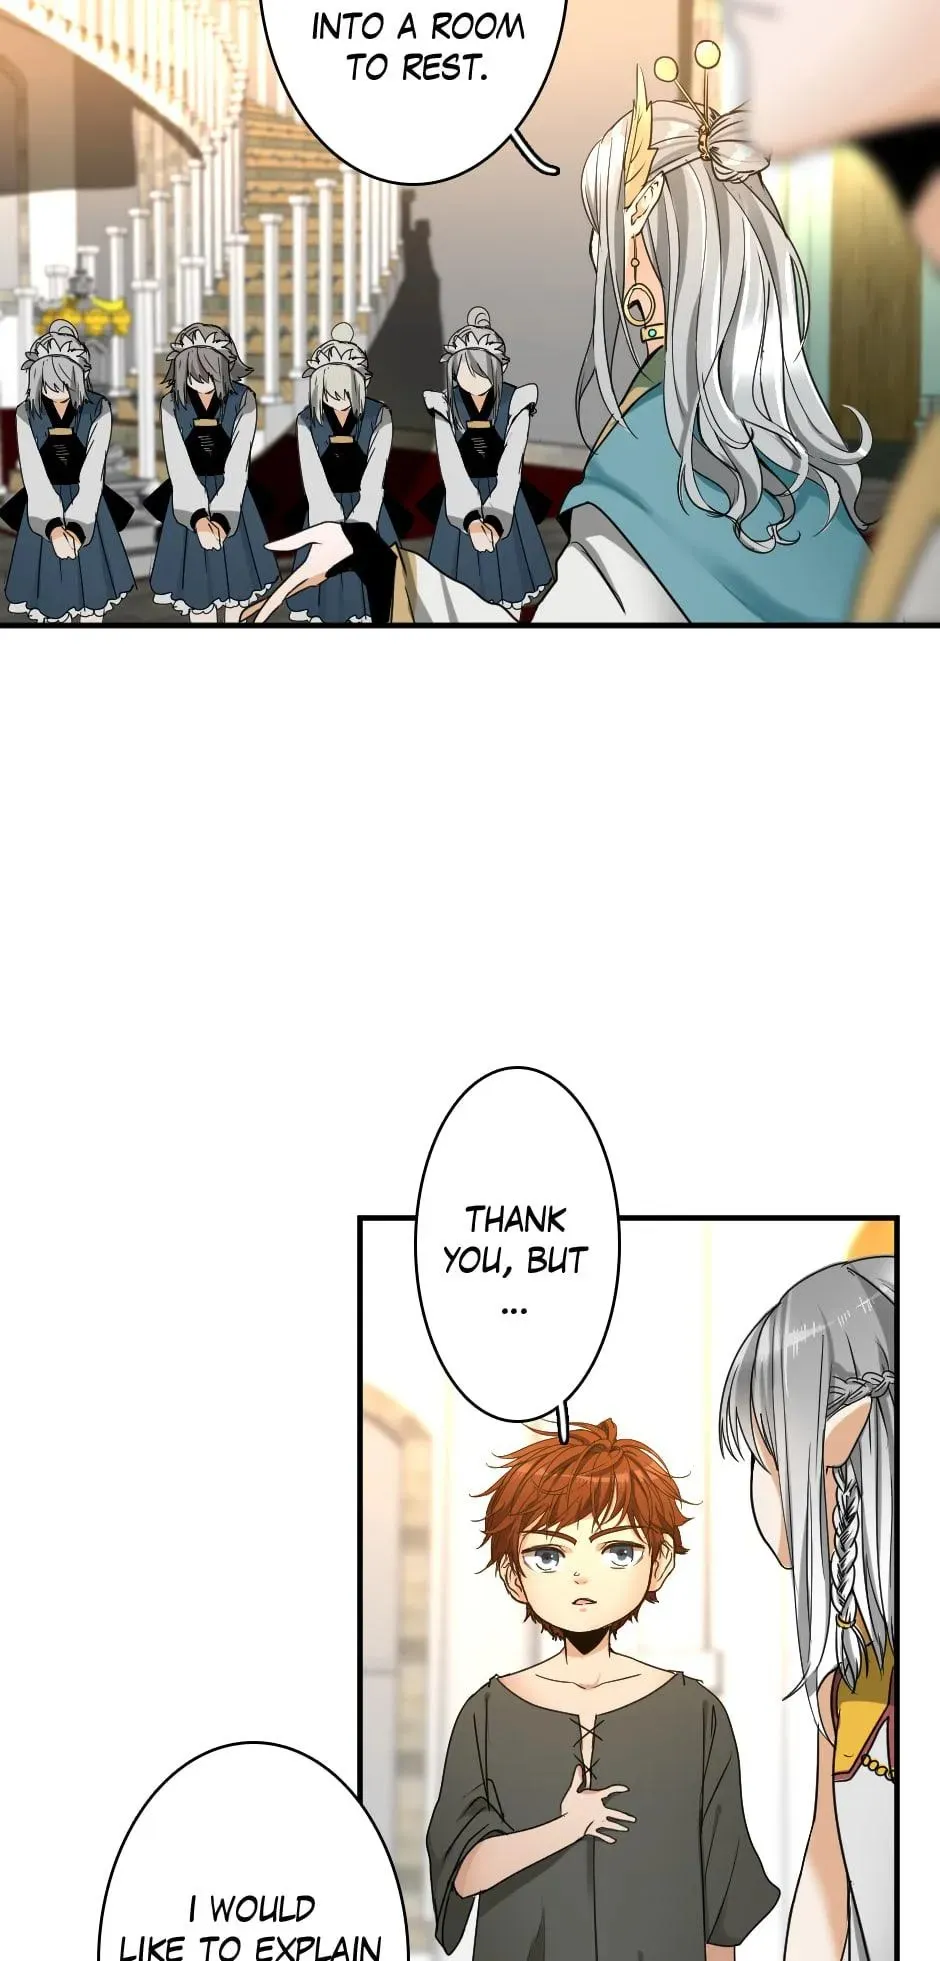 INTO A ROOM
TO REST.
THANK
YOU, BUT
...
I WOULD
LIKE TO EXPLAIN